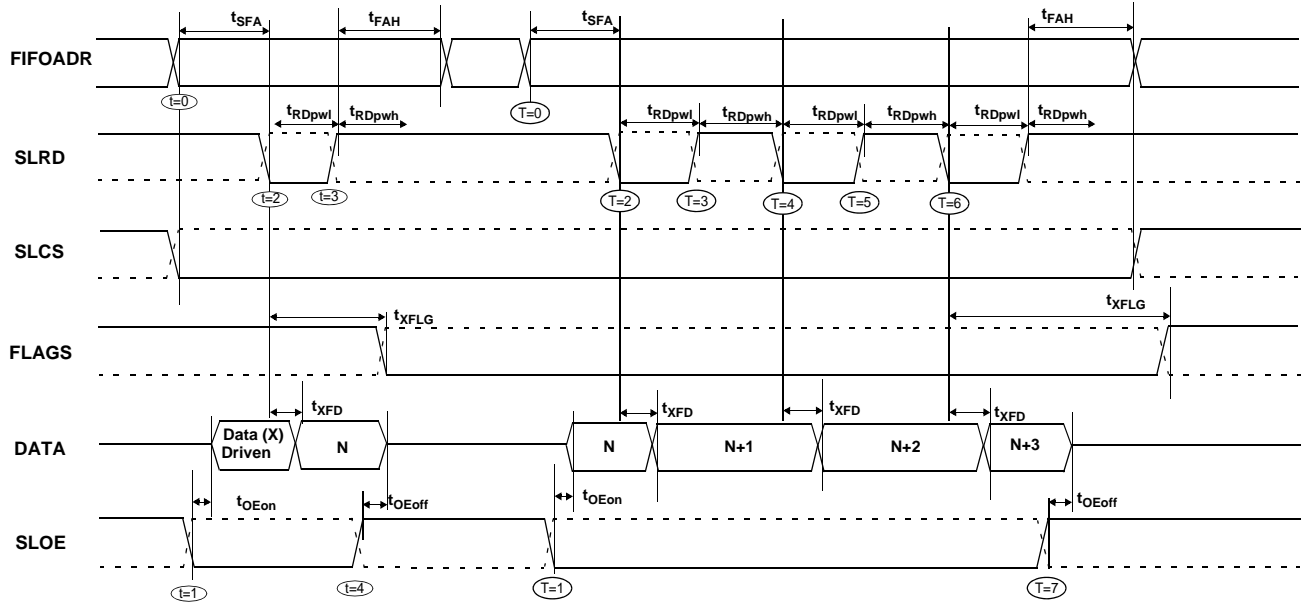 tSFA tFAH tSFA tFAH
FIFOADR
t=0 T=0
tRDpwl tRDpwh tRDpwl tRDpwh tRDpwl tRDpwh tRDpwl tRDpwh
SLRD
t=2 t=3 T=2 T=3 T=4 T=5 T=6
SLCS
tXFLG tXFLG
FLAGS
tXFD tXFD tXFD tXFD
DATA
Data (X)
Driven
N N N+1 N+2 N+3
tOEon tOEoff tOEon tOEoff
SLOE
t=1 t=4 T=1 T=7